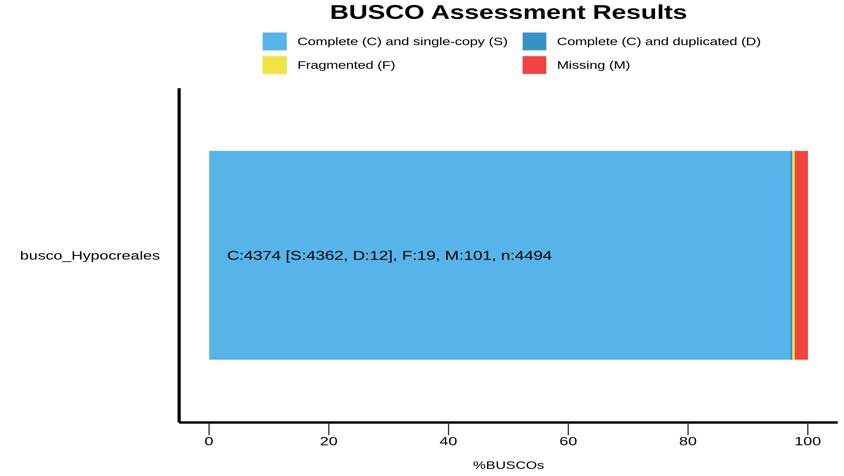 BUSCO Assessment Results
Complete (C) and single-copy (S) Complete (C) and duplicated (D)
Fragmented (F) Missing (M)
busco_Hypocreales
C:4374 [S:4362, D:12], F:19, M:101, n:4494
0 20 40 60 80 100
%BUSCOs